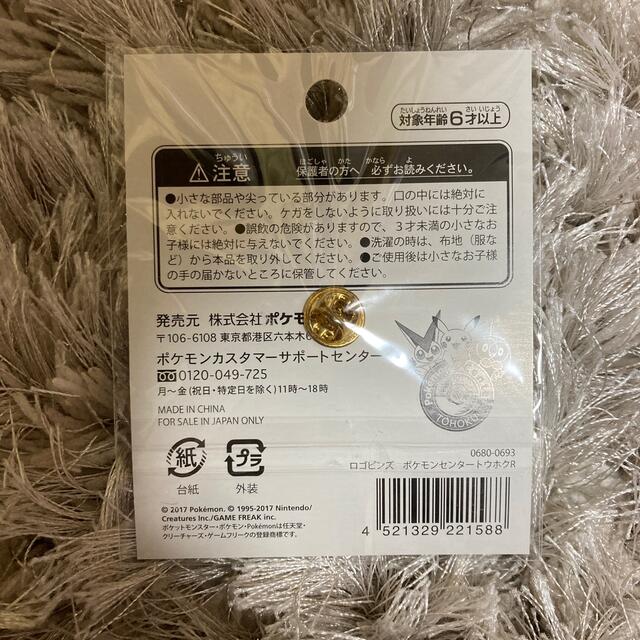 たいしょうねんれい さい いじょう
対象年齢6才以上
ちゅうい
⚠注意
ほごしゃ かた かなら よ
保護者の方へ 必ずお読みください。
●小さな部品や尖っている部分があります。口の中には絶対に
入れないでください。ケガをしないように取り扱いには十分ご注
意ください。●誤飲の危険がありますので、3才未満の小さなお
子様には絶対に与えないでください。●洗濯の時は、布地(服な
ど)から本品を取り外してください。●ご使用後は小さなお子様
の手の届かないところに保管してください。
発売元 株式会社ポケモ
〒106-6108 東京都港区六本木
ポケモンカスタマーサポートセンター
0120-049-725
月〜金(祝日・特定日を除く)11時〜18時
MADE IN CHINA
FOR SALE IN JAPAN ONLY
TOHOKU
紙
台紙
プラ
外装
0680-0693
ロゴピンズ ポケモンセンタートウホクR
© 2017 Pokémon. © 1995-2017 Nintendo/
Creatures Inc./GAME FREAK inc.
ポケットモンスター・ポケモン・Pokémonは任天堂・
クリーチャーズ・ゲームフリークの登録商標です。
4 521329 221588